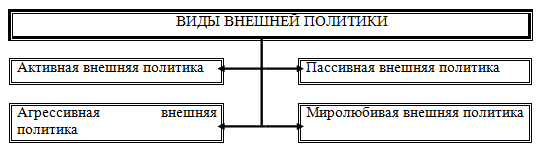 ВИДЫ ВНЕШНЕЙ ПОЛИТИКИ
Активная внешняя политика
Пассивная внешняя политика
Агрессивная внешняя
политика
Миролюбивая внешняя политика